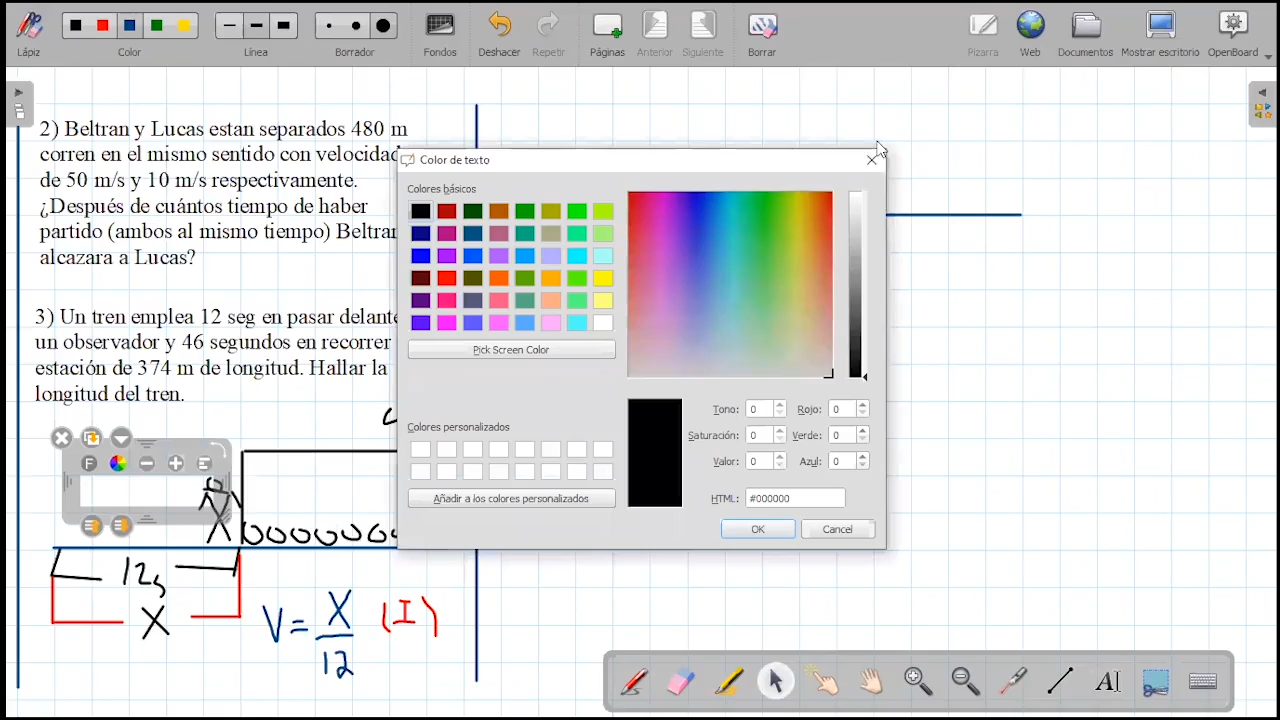 Lápiz
Color
Línea
Borrador
Fondos
Deshacer
Repetir
Páginas
Anterior
Siguiente
Borrar
Pizarra
Web
Documentos
Mostrar escritorio
OpenBoard
2) Beltran y Lucas estan separados 480 m
corren en el mismo sentido con velocidad
de 50 m/s y 10 m/s respectivamente.
¿Después de cuántos tiempo de haber
partido (ambos al mismo tiempo) Beltran
alcazara a Lucas?
3) Un tren emplea 12 seg en pasar delante
un observador y 46 segundos en recorrer
estación de 374 m de longitud. Hallar la
longitud del tren.
F
12s
X
V = X/12 (I)
Color de texto
Colores básicos
Pick Screen Color
Colores personalizados
Añadir a los colores personalizados
Tono: 0 Rojo: 0
Saturación: 0 Verde: 0
Valor: 0 Azul: 0
HTML: #000000
OK Cancel
A